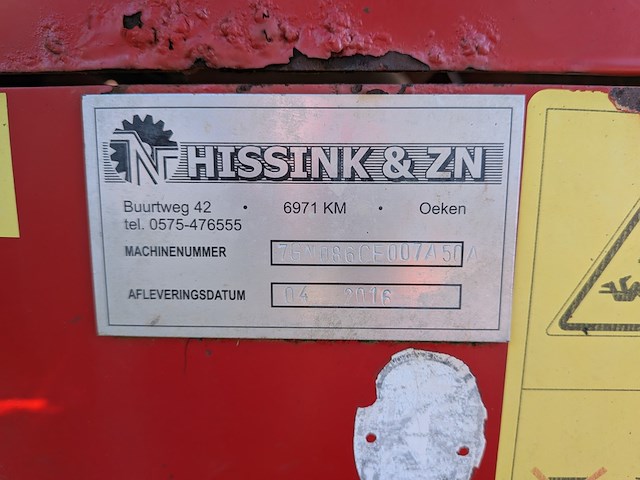 HISSINK & ZN
Buurtweg 42 • 6971 KM • Oeken
tel. 0575-476555
MACHINENUMMER
AFLEVERINGSDATUM 04 2016